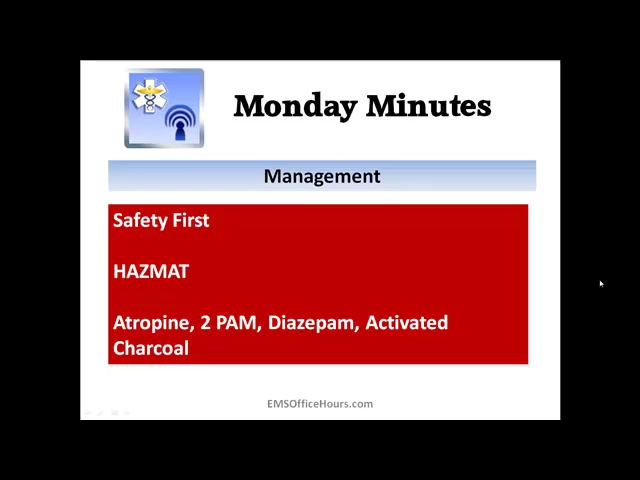 Monday Minutes
Management
Safety First
HAZMAT
Atropine, 2 PAM, Diazepam, Activated
Charcoal
EMSOfficeHours.com